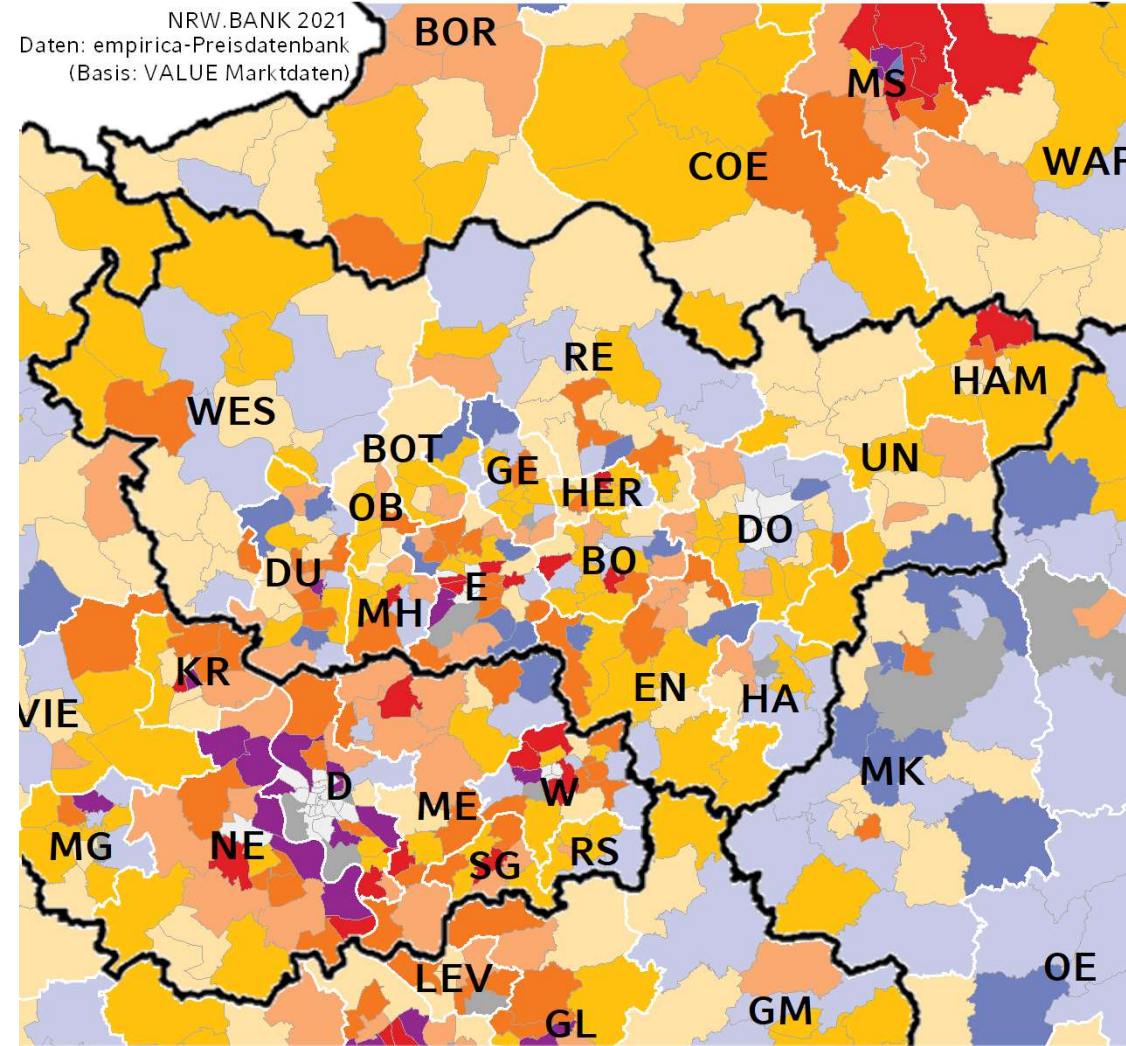 NRW.BANK 2021
Daten: empirica-Preisdatenbank
(Basis: VALUE Marktdaten)
BOR
MS
COE
WAF
RE
HAM
WES
BOT
GE
UN
HER
OB
DO
BO
DU
E
MH
KR
EN
HA
VIE
MK
D
ME
W
MG
NE
SG
RS
OE
LEV
GM
GL